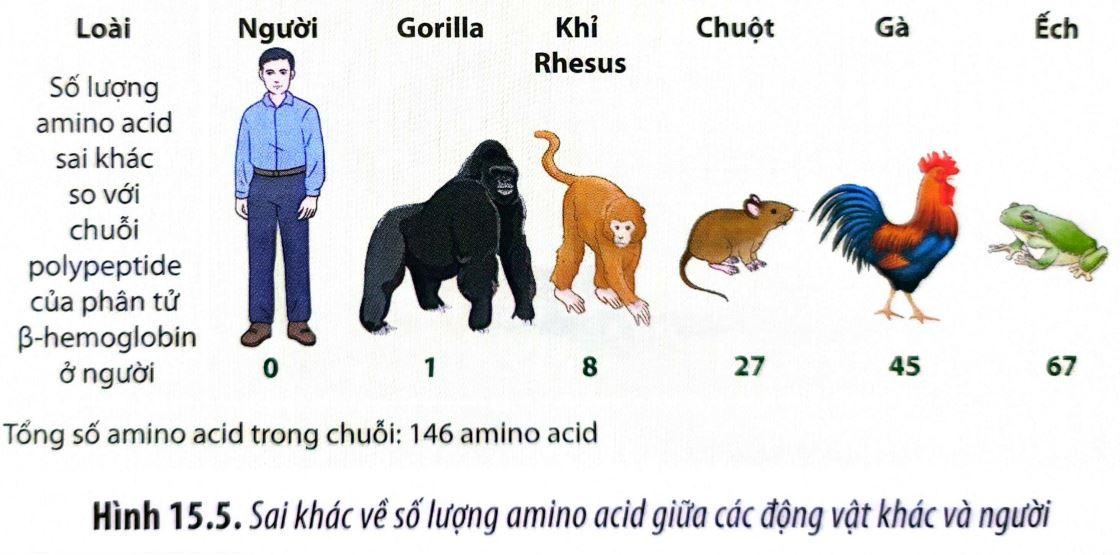 Loài Người Gorilla Khỉ Rhesus Chuột Gà Ếch
Số lượng
amino acid
sai khác
so với
chuỗi
polypeptide
của phân tử
β-hemoglobin
ở người
0 1 8 27 45 67
Tổng số amino acid trong chuỗi: 146 amino acid
Hình 15.5. Sai khác về số lượng amino acid giữa các động vật khác và người